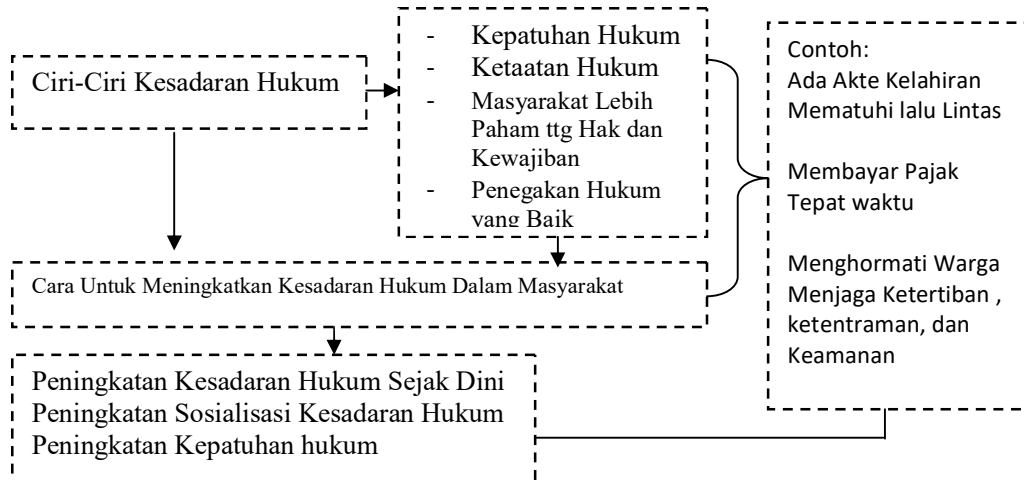 Ciri-Ciri Kesadaran Hukum
- Kepatuhan Hukum
- Ketaatan Hukum
- Masyarakat Lebih
Paham ttg Hak dan
Kewajiban
- Penegakan Hukum
yang Baik
Contoh:
Ada Akte Kelahiran
Mematuhi lalu Lintas
Membayar Pajak
Tepat waktu
Menghormati Warga
Menjaga Ketertiban ,
ketentraman, dan
Keamanan
Cara Untuk Meningkatkan Kesadaran Hukum Dalam Masyarakat
Peningkatan Kesadaran Hukum Sejak Dini
Peningkatan Sosialisasi Kesadaran Hukum
Peningkatan Kepatuhan hukum